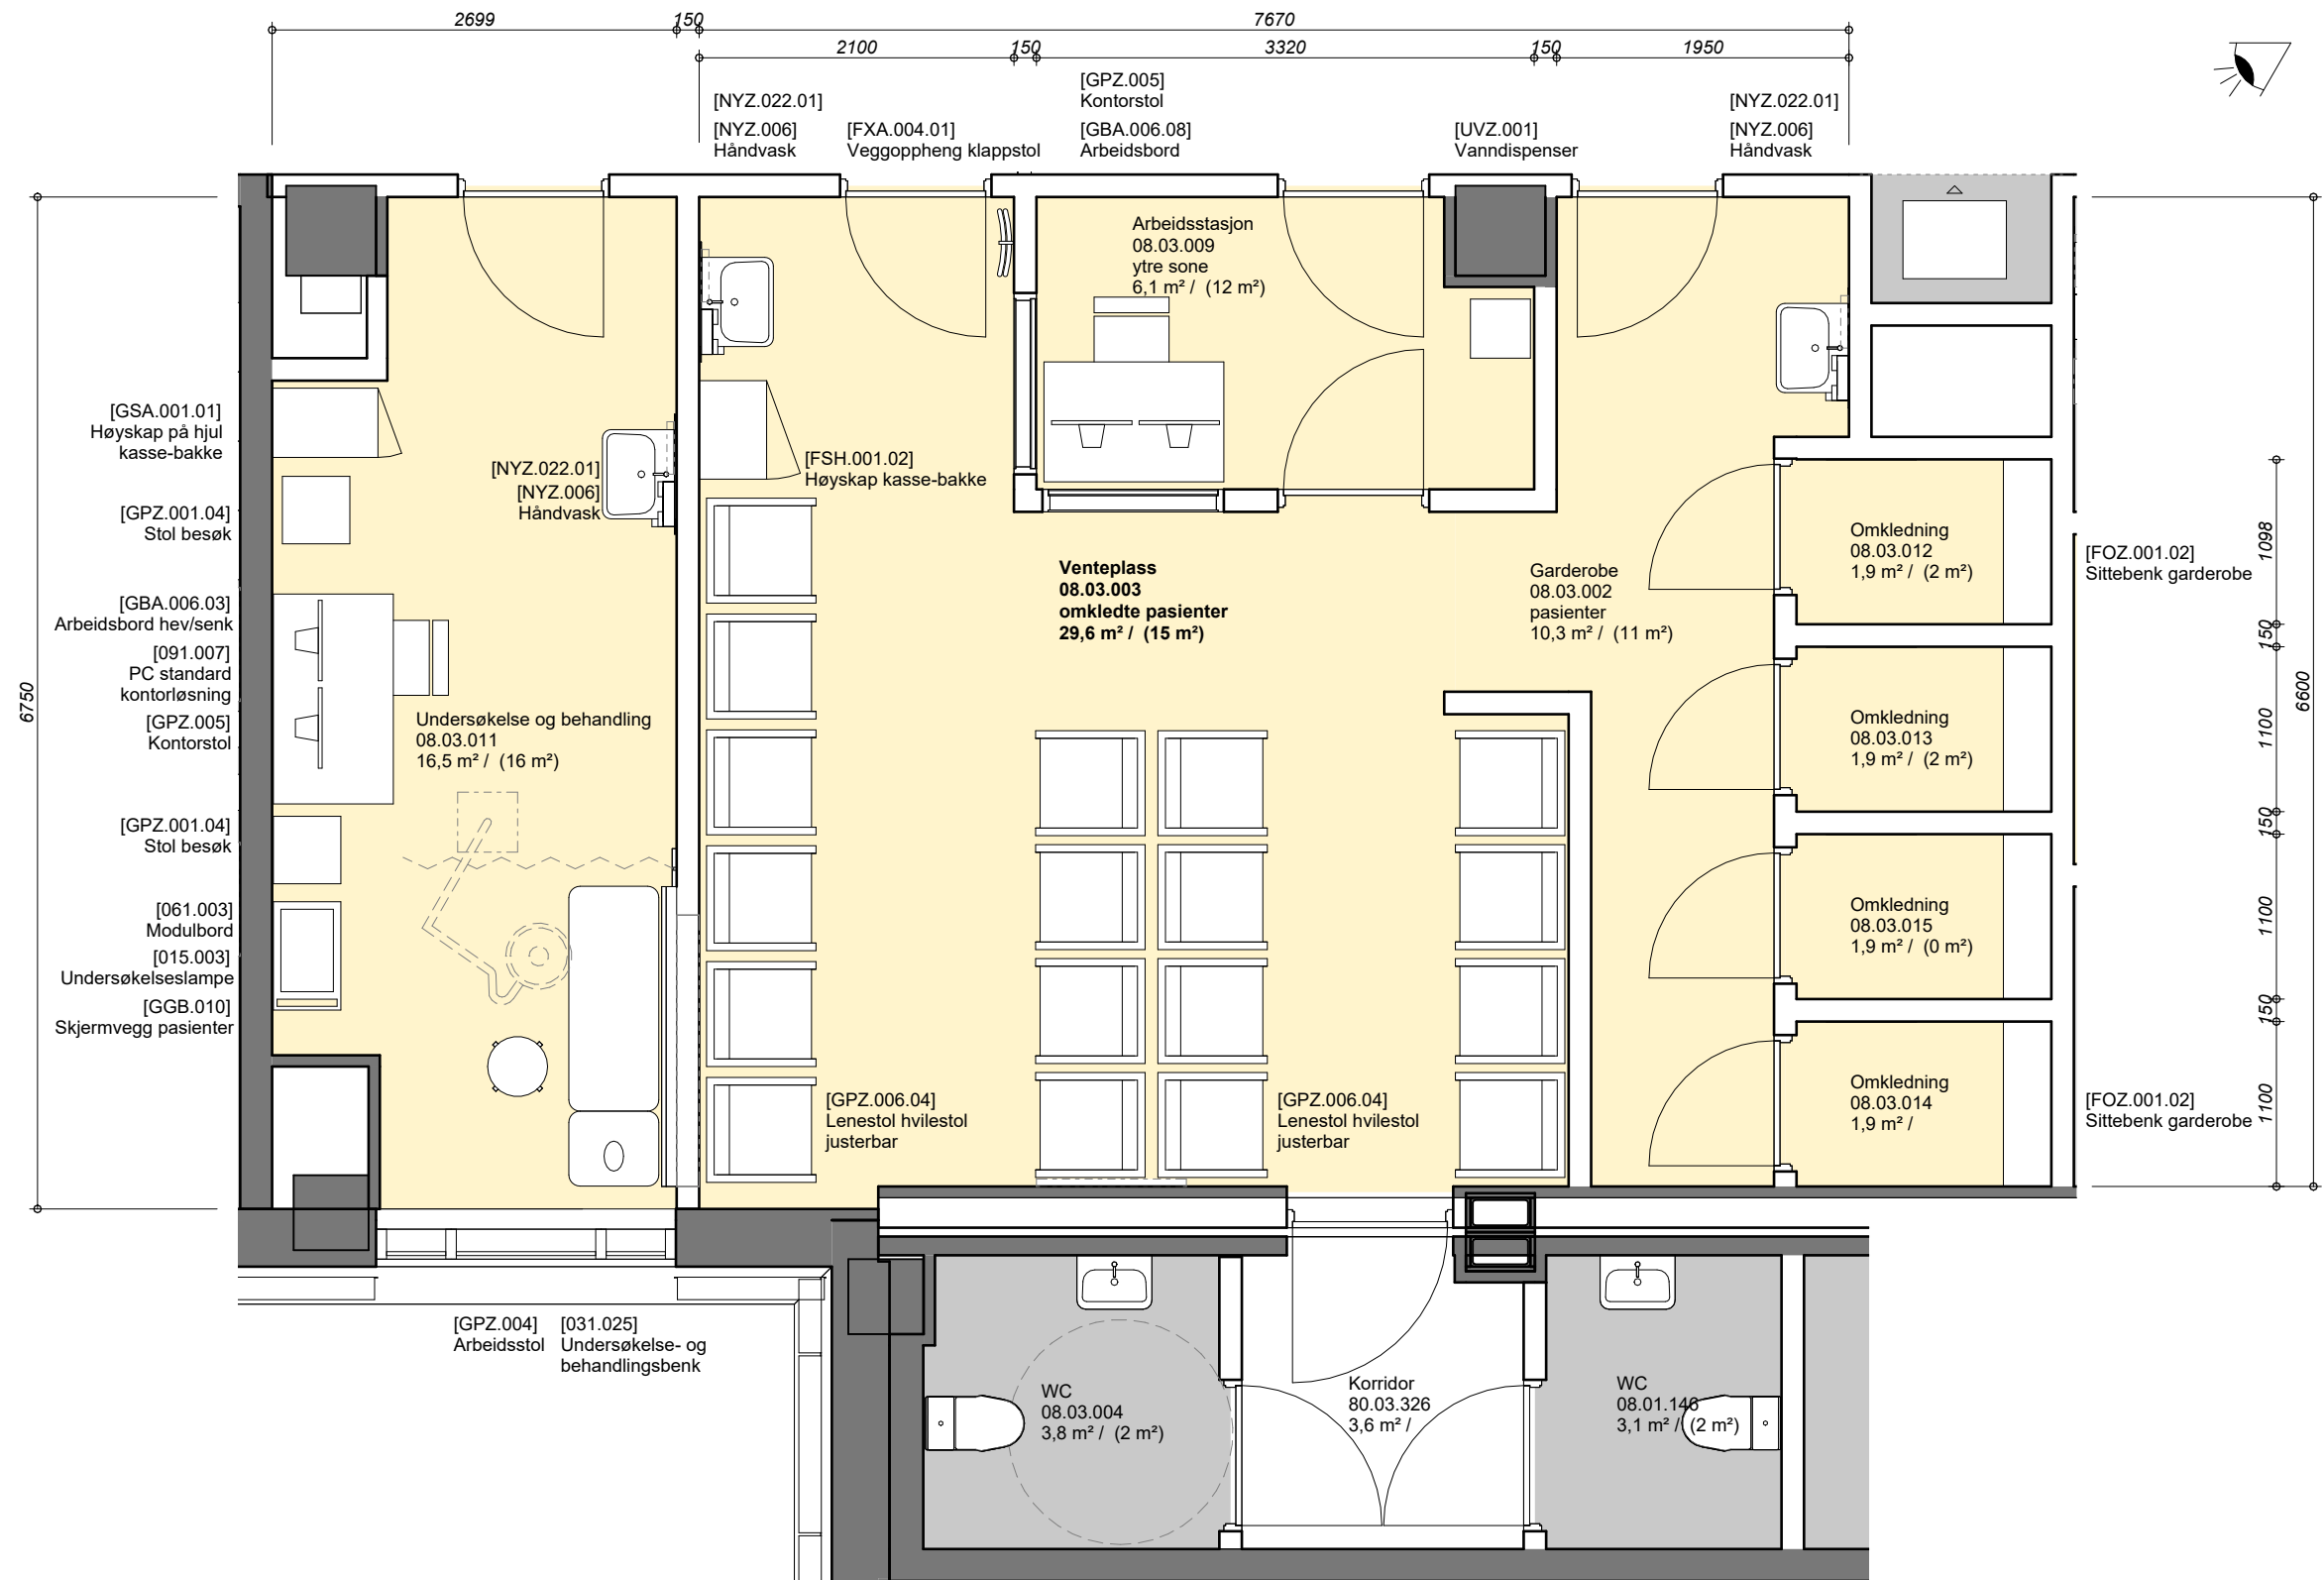 2699
150
7670
2100
150
3320
150
1950
[NYZ.022.01]
[NYZ.006]
Håndvask
[FXA.004.01]
Veggoppheng klappstol
[GPZ.005]
Kontorstol
[GBA.006.08]
Arbeidsbord
[UVZ.001]
Vanndispenser
[NYZ.022.01]
[NYZ.006]
Håndvask
Arbeidsstasjon
08.03.009
ytre sone
6,1 m² / (12 m²)
[GSA.001.01]
Høyskap på hjul
kasse-bakke
[NYZ.022.01]
[NYZ.006]
Håndvask
[FSH.001.02]
Høyskap kasse-bakke
[GPZ.001.04]
Stol besøk
[GBA.006.03]
Arbeidsbord hev/senk
[091.007]
PC standard
kontorløsning
[GPZ.005]
Kontorstol
6750
Undersøkelse og behandling
08.03.011
16,5 m² / (16 m²)
Venteplass
08.03.003
omkledte pasienter
29,6 m² / (15 m²)
Garderobe
08.03.002
pasienter
10,3 m² / (11 m²)
Omkledning
08.03.012
1,9 m² / (2 m²)
[FOZ.001.02]
Sittebenk garderobe
1098
150
1100
150
1100
150
1100
6600
Omkledning
08.03.013
1,9 m² / (2 m²)
Omkledning
08.03.015
1,9 m² / (0 m²)
Omkledning
08.03.014
1,9 m² /
[FOZ.001.02]
Sittebenk garderobe
[GPZ.001.04]
Stol besøk
[061.003]
Modulbord
[015.003]
Undersøkelseslampe
[GGB.010]
Skjermvegg pasienter
[GPZ.006.04]
Lenestol hvilestol
justerbar
[GPZ.006.04]
Lenestol hvilestol
justerbar
[GPZ.004]
Arbeidsstol
[031.025]
Undersøkelse- og
behandlingsbenk
WC
08.03.004
3,8 m² / (2 m²)
Korridor
80.03.326
3,6 m² /
WC
08.01.146
3,1 m² / (2 m²)